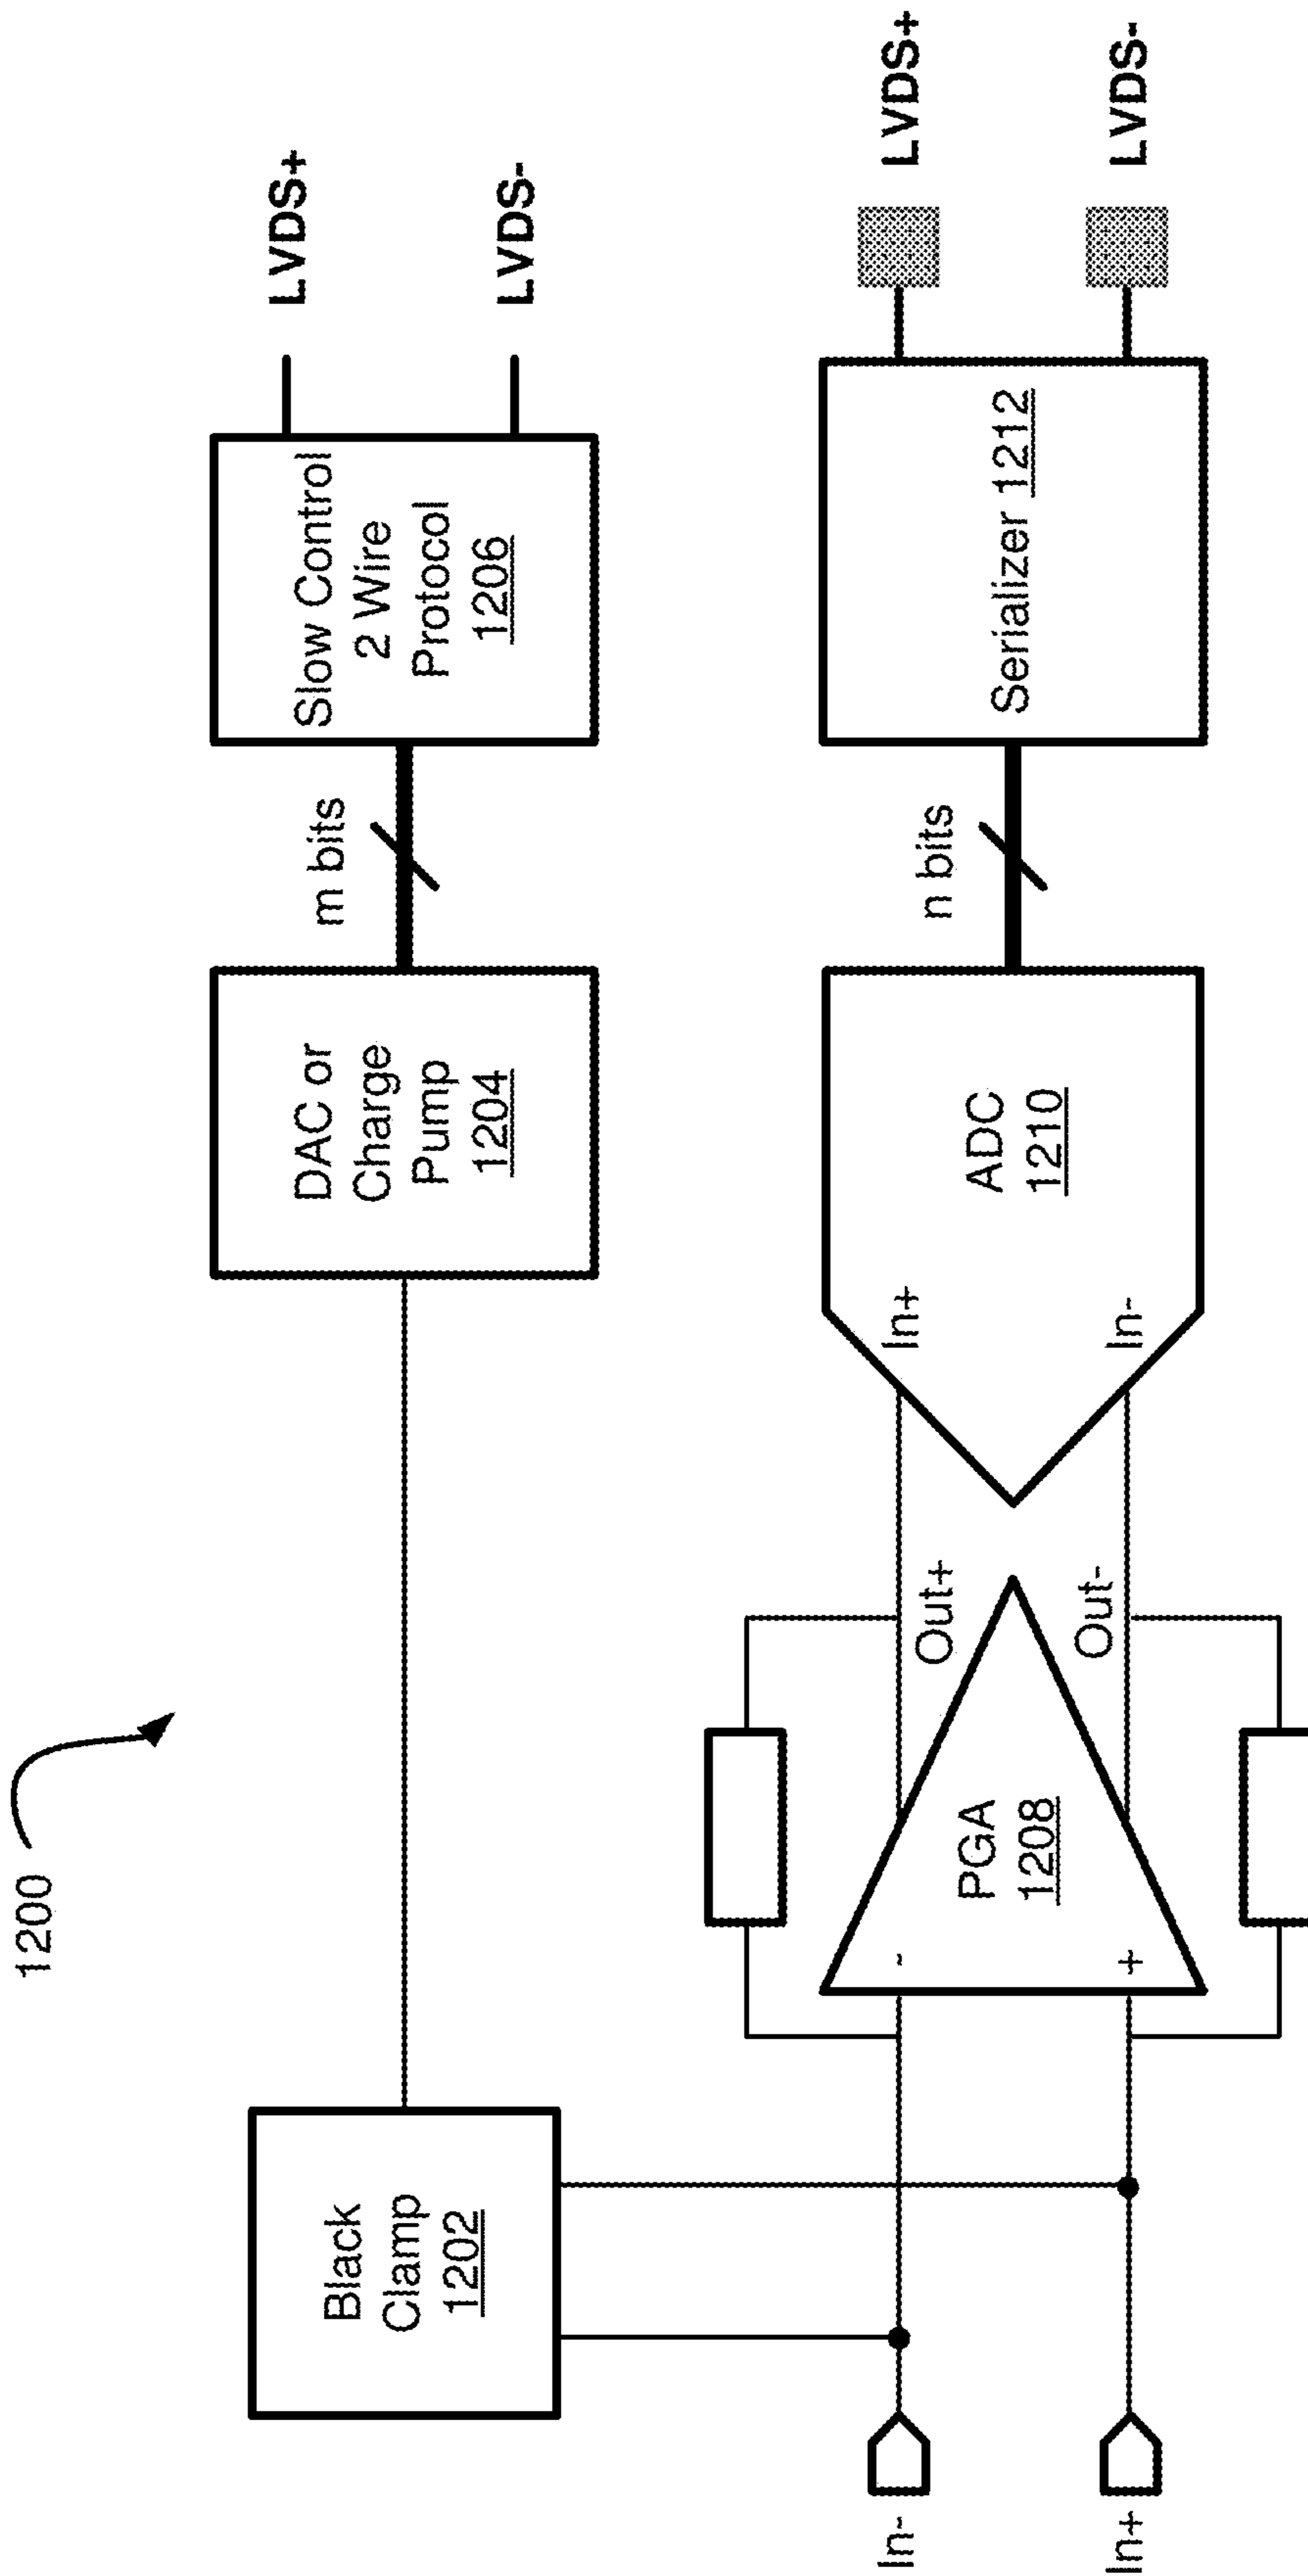 1200
LVDS+
LVDS-
Slow Control
2 Wire
Protocol
1206
m bits
DAC or
Charge
Pump
1204
Black
Clamp
1202
LVDS+
LVDS-
Serializer 1212
n bits
ADC
1210
In+
In-
Out+
Out-
PGA
1208
-
+
In-
In+